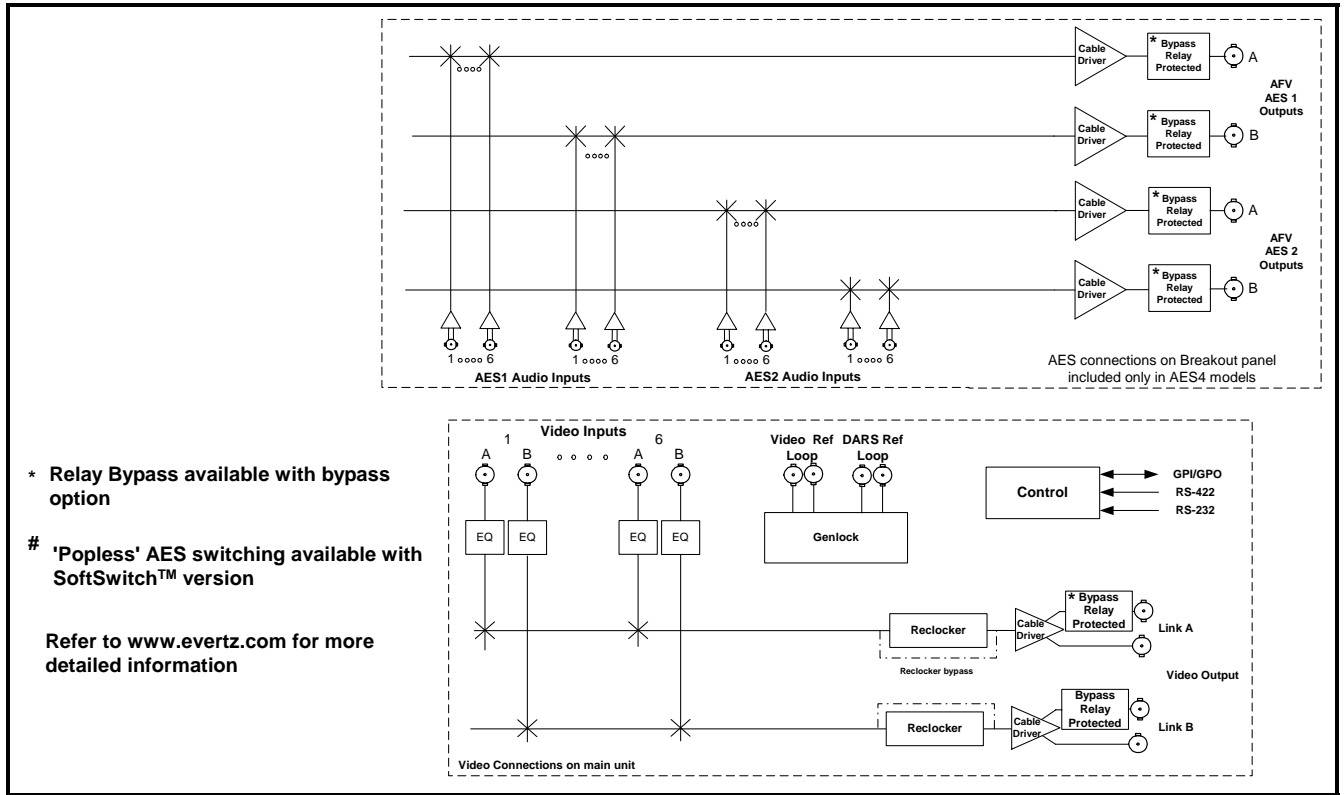 * Bypass
Relay
Protected
Cable
Driver
A
AFV
AES 1
Outputs
* Bypass
Relay
Protected
Cable
Driver
B
* Bypass
Relay
Protected
Cable
Driver
A
AFV
AES 2
Outputs
* Bypass
Relay
Protected
Cable
Driver
B
1 6
1 6
1 6
1 6
AES1 Audio Inputs
AES2 Audio Inputs
AES connections on Breakout panel
included only in AES4 models
Video Inputs
1 6
A B A B
Video Ref
Loop
DARS Ref
Loop
EQ EQ EQ EQ
Genlock
Control
GPI/GPO
RS-422
RS-232
* Relay Bypass available with bypass
option
# 'Popless' AES switching available with
SoftSwitch™ version
Refer to www.evertz.com for more
detailed information
Reclocker
Reclocker bypass
Cable
Driver
* Bypass
Relay
Protected
Link A
Video Output
Reclocker
Cable
Driver
Bypass
Relay
Protected
Link B
Video Connections on main unit